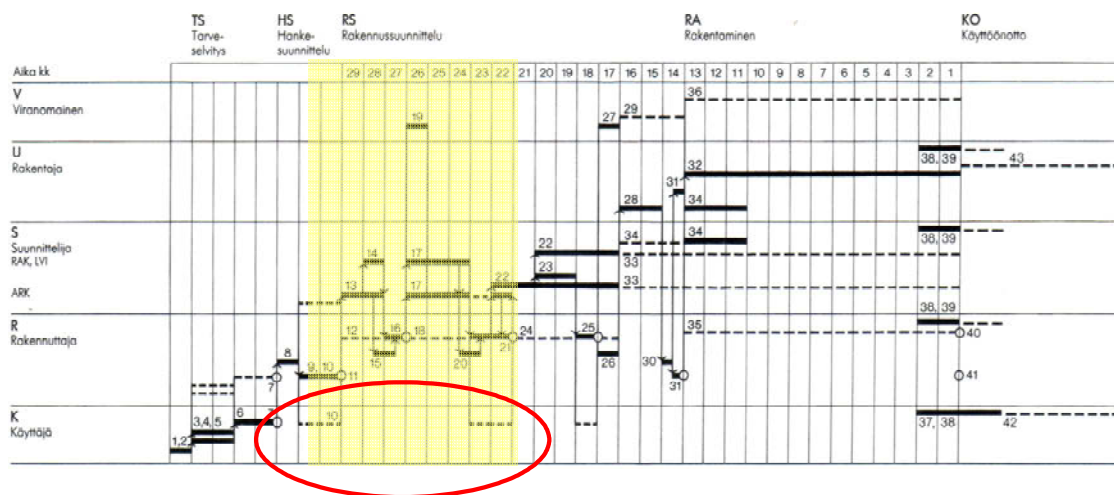 TS HS RS RA KO
Tarve- Hanke- Rakennussuunnittelu Rakentaminen Käyttöönotto
selvitys suunnittelu
Aika kk 29 28 27 26 25 24 23 22 21 20 19 18 17 16 15 14 13 12 11 10 9 8 7 6 5 4 3 2 1
V 36
Viranomainen 19 27 29
U 38, 39 43
Rakentaja 32
31
28 34
S 38, 39
Suunnittelija 34 34
RAK, LVI 14 17 22 33
23
ARK 13 17 22 33
R 38, 39
Rakennuttaja 12 16 18 21 24 25 35 40
15 20 26
8 30
9, 10 11 31 41
7
K 6 10
Käyttäjä 3,4,5
1,2 37, 38 42